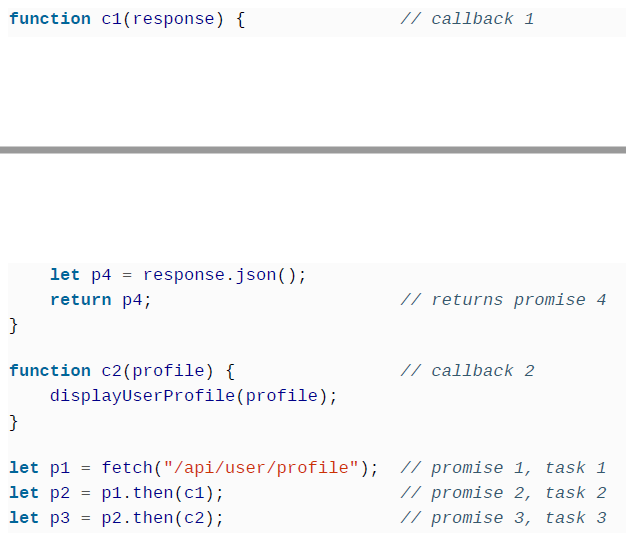 function c1(response) {               // callback 1
    let p4 = response.json();
    return p4;                        // returns promise 4
}
function c2(profile) {                // callback 2
    displayUserProfile(profile);
}
let p1 = fetch("/api/user/profile");  // promise 1, task 1
let p2 = p1.then(c1);                 // promise 2, task 2
let p3 = p2.then(c2);                 // promise 3, task 3